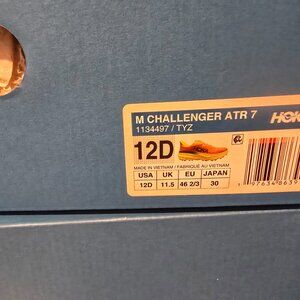 M CHALLENGER ATR 7
1134497 / TYZ
12D
MADE IN VIETNAM / FABRIQUÉ AU VIETNAM
USA UK EU JAPAN
12D 11.5 46 2/3 30